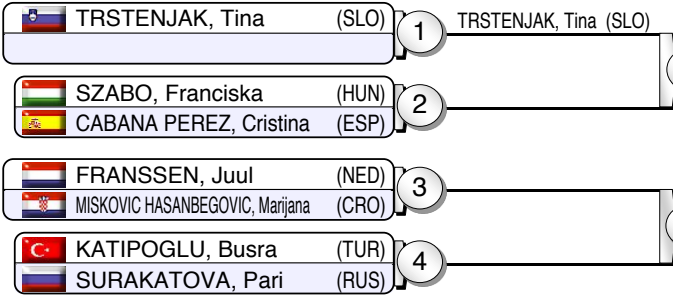 TRSTENJAK, Tina (SLO) 1 TRSTENJAK, Tina (SLO)
SZABO, Franciska (HUN)
2
CABANA PEREZ, Cristina (ESP)
FRANSSEN, Juul (NED)
3
MISKOVIC HASANBEGOVIC, Marijana (CRO)
KATIPOGLU, Busra (TUR)
4
SURAKATOVA, Pari (RUS)